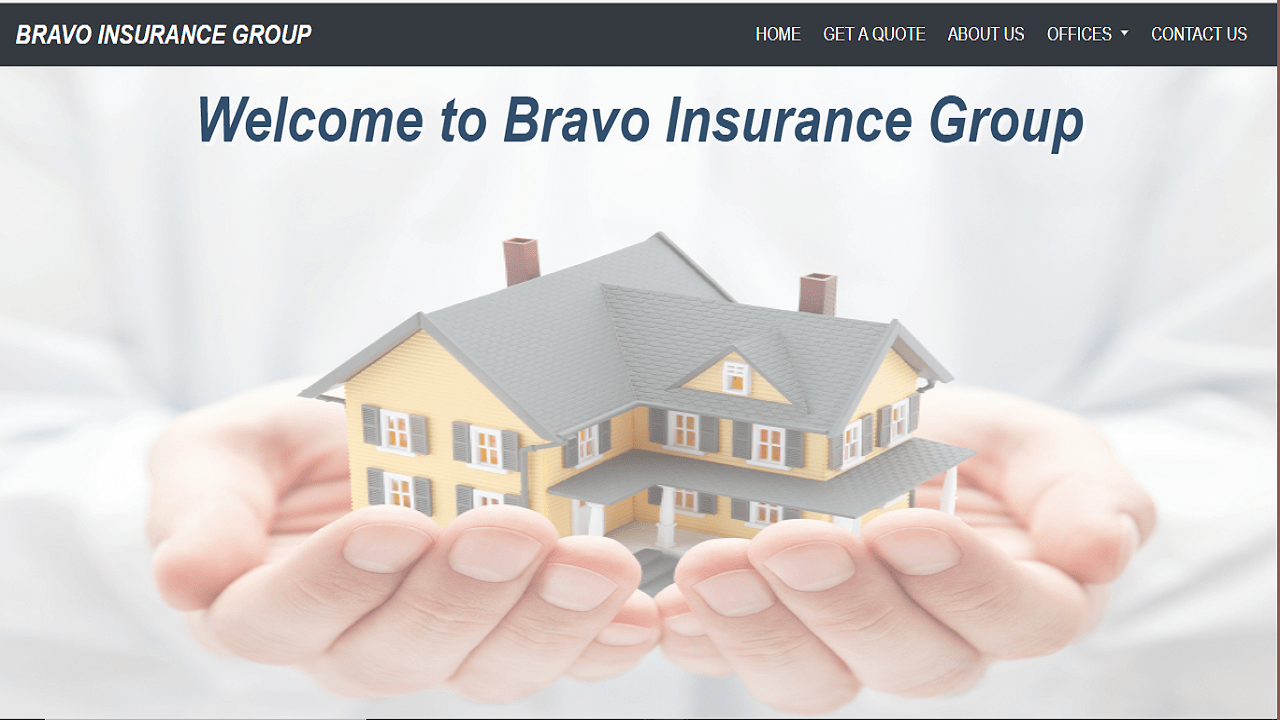 BRAVO INSURANCE GROUP
HOME GET A QUOTE ABOUT US OFFICES CONTACT US
Welcome to Bravo Insurance Group